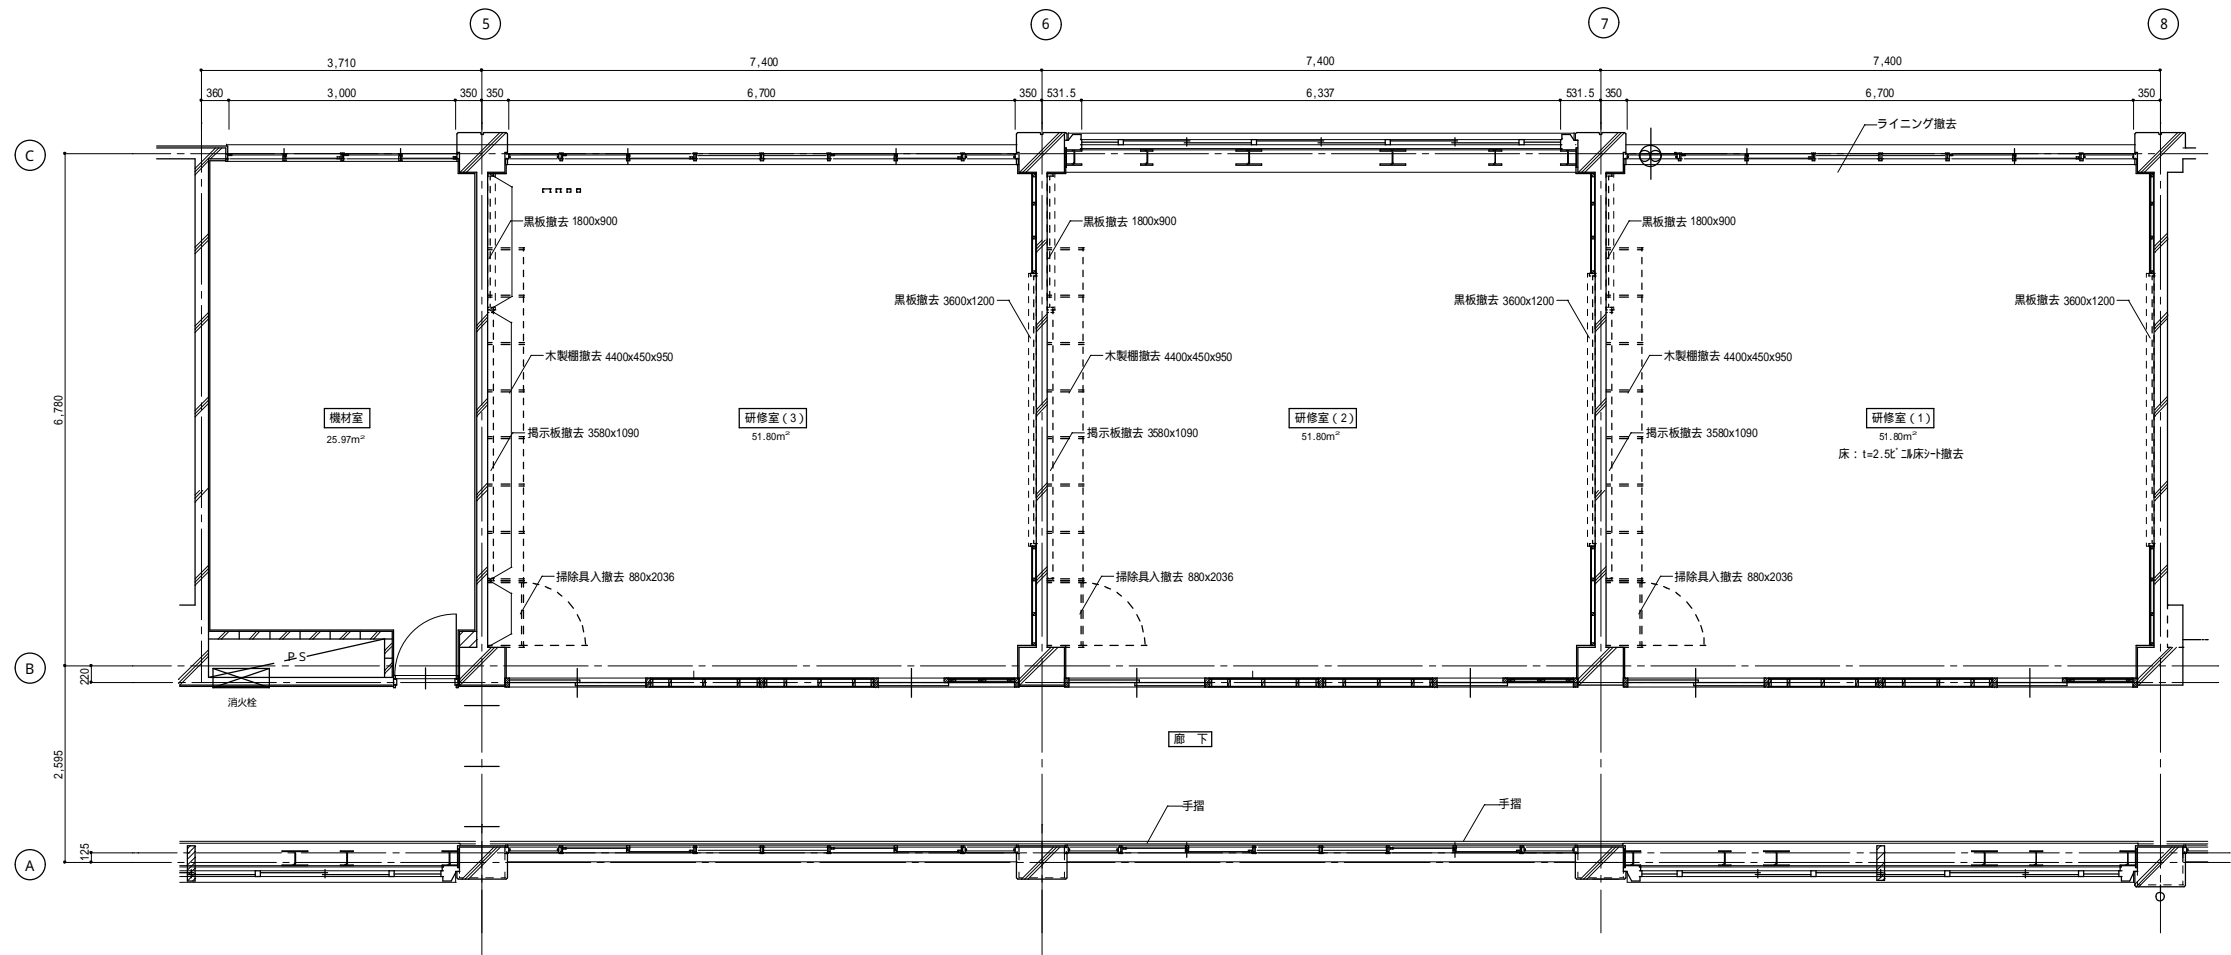 5
6
7
8
3,710
7,400
7,400
7,400
360
3,000
350
350
6,700
350
531.5
6,337
531.5
350
6,700
350
C
ライニング撤去
黒板撤去 1800x900
黒板撤去 1800x900
黒板撤去 1800x900
黒板撤去 3600x1200
黒板撤去 3600x1200
黒板撤去 3600x1200
木製棚撤去 4400x450x950
木製棚撤去 4400x450x950
木製棚撤去 4400x450x950
6,780
機材室
25.97m²
研修室(3)
51.80m²
研修室(2)
51.80m²
研修室(1)
51.80m²
掲示板撤去 3580x1090
掲示板撤去 3580x1090
掲示板撤去 3580x1090
床:t=2.5ビニル床シート撤去
掃除具入撤去 880x2036
掃除具入撤去 880x2036
掃除具入撤去 880x2036
PS
B
220
消火栓
廊 下
2,595
手摺
手摺
125
A